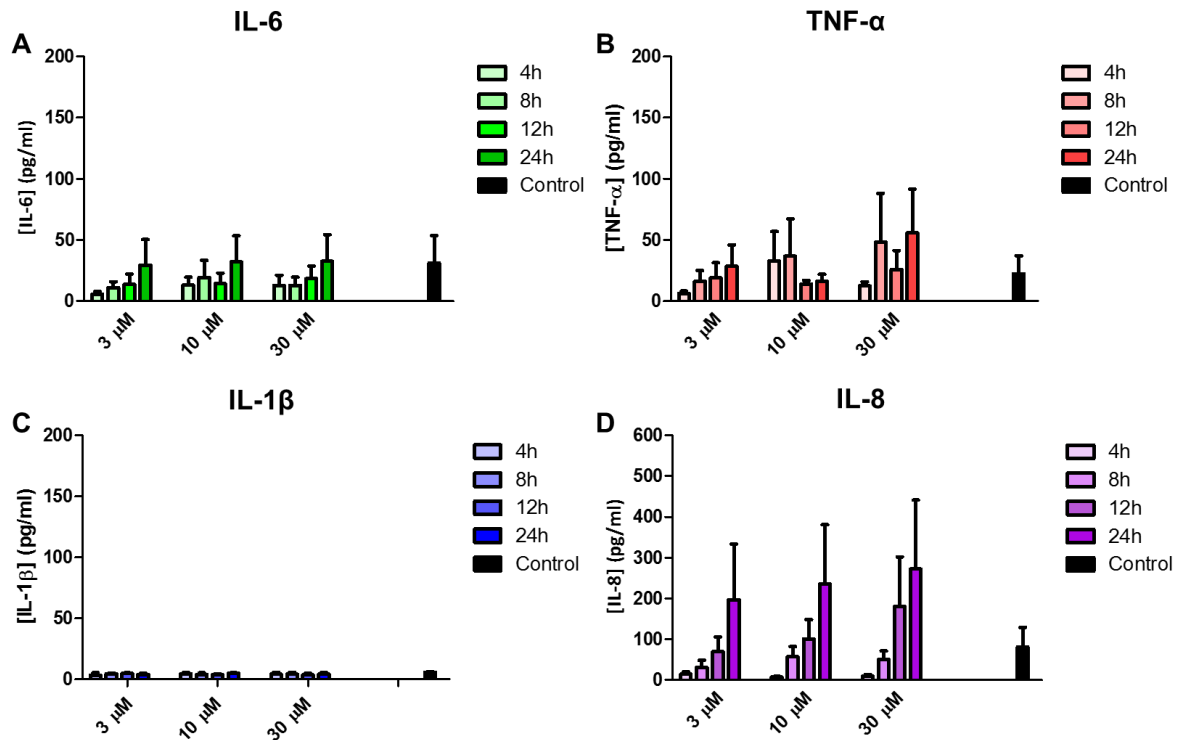 IL-6
A
200
150
100
50
0
[IL-6] (pg/ml)
3 µM
10 µM
30 µM
4h
8h
12h
24h
Control
TNF-α
B
200
150
100
50
0
[TNF-α] (pg/ml)
3 µM
10 µM
30 µM
4h
8h
12h
24h
Control
IL-1β
C
200
150
100
50
0
[IL-1β] (pg/ml)
3 µM
10 µM
30 µM
4h
8h
12h
24h
Control
IL-8
D
600
500
400
300
200
100
0
[IL-8] (pg/ml)
3 µM
10 µM
30 µM
4h
8h
12h
24h
Control